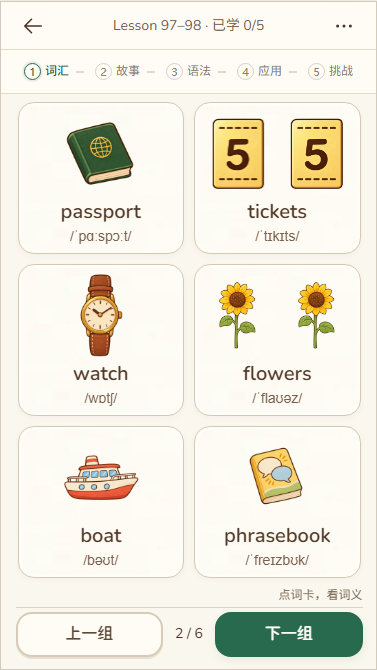 Lesson 97–98 · 已学 0/5
1 词汇 – 2 故事 – 3 语法 – 4 应用 – 5 挑战
5 5
passport tickets
/ˈpɑːspɔːt/ /ˈtɪkɪts/
watch flowers
/wɒtʃ/ /ˈflaʊəz/
boat phrasebook
/bəʊt/ /ˈfreɪzbʊk/
点词卡，看词义
上一组 2 / 6 下一组